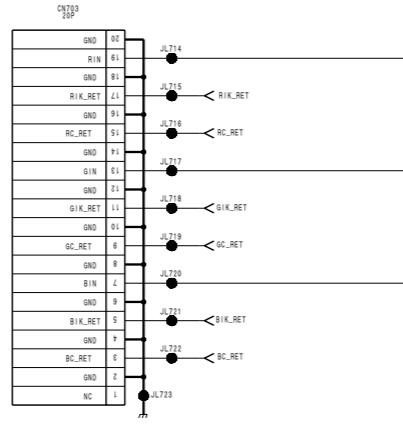 CN703
20P
GND 20
RIN 19 JL714
GND 18
RIK_RET 17 JL715 RIK_RET
GND 16
RC_RET 15 JL716 RC_RET
GND 14
GIN 13 JL717
GND 12
GIK_RET 11 JL718 GIK_RET
GND 10
GC_RET 9 JL719 GC_RET
GND 8
BIN 7 JL720
GND 6
BIK_RET 5 JL721 BIK_RET
GND 4
BC_RET 3 JL722 BC_RET
GND 2
NC 1 JL723